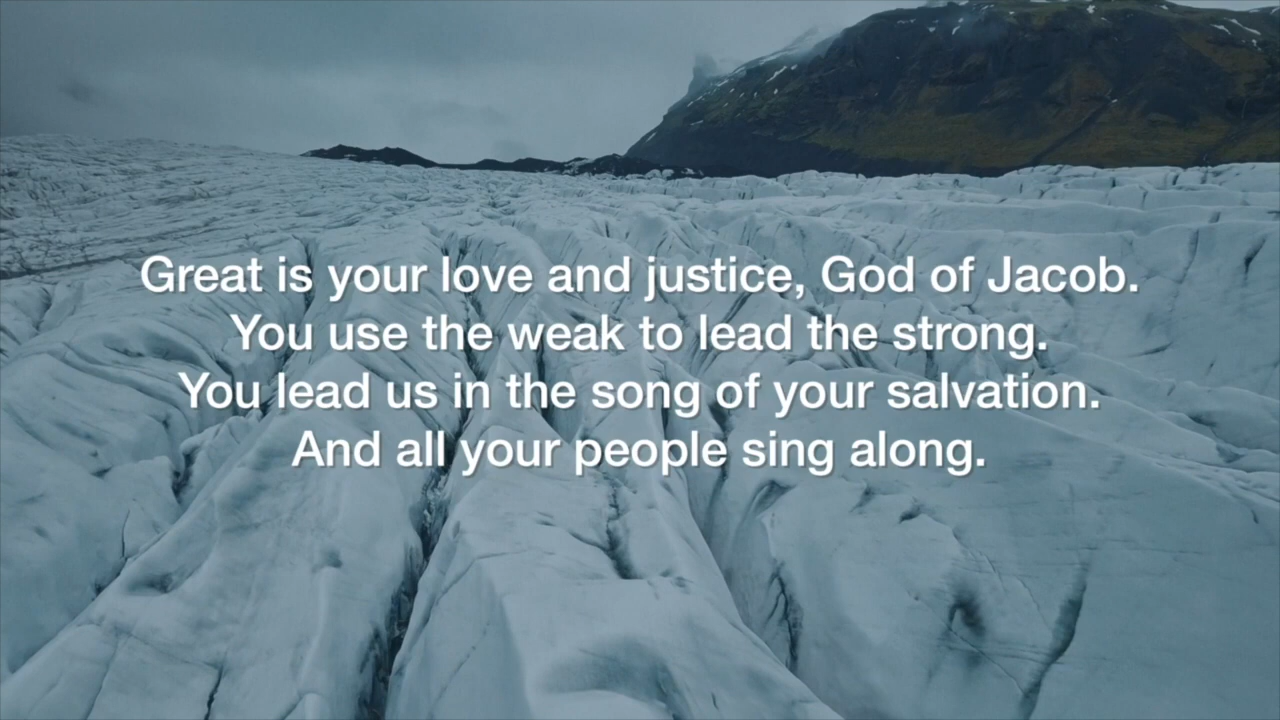 Great is your love and justice, God of Jacob.
You use the weak to lead the strong.
You lead us in the song of your salvation.
And all your people sing along.